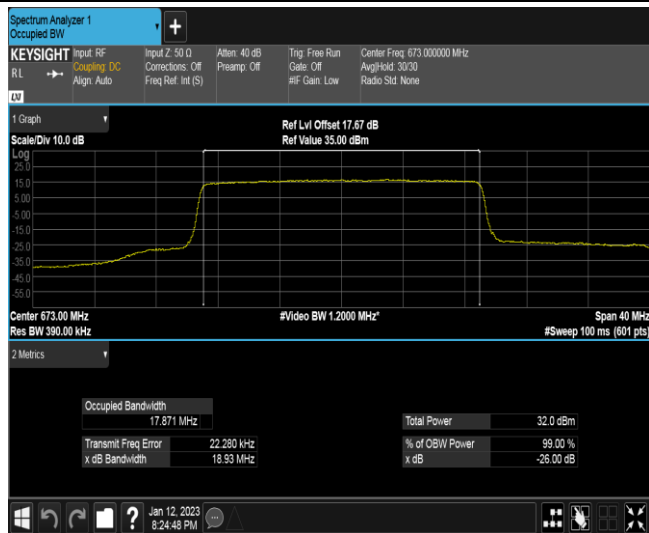 Spectrum Analyzer 1
Occupied BW
+
KEYSIGHT
RL
Input: RF
Coupling: DC
Align: Auto
Input Z: 50 Ω
Corrections: Off
Freq Ref: Int (S)
Atten: 40 dB
Preamp: Off
Trig: Free Run
Gate: Off
#IF Gain: Low
Center Freq: 673.000000 MHz
Avg|Hold: 30/30
Radio Std: None
1 Graph
Scale/Div 10.0 dB
Ref Lvl Offset 17.67 dB
Ref Value 35.00 dBm
Log
25.0
15.0
5.00
-5.00
-15.0
-25.0
-35.0
-45.0
-55.0
Center 673.00 MHz
#Video BW 1.2000 MHz*
Span 40 MHz
Res BW 390.00 kHz
#Sweep 100 ms (601 pts)
2 Metrics
Occupied Bandwidth
17.871 MHz
Total Power 32.0 dBm
Transmit Freq Error 22.280 kHz
% of OBW Power 99.00 %
x dB Bandwidth 18.93 MHz
x dB -26.00 dB
?
Jan 12, 2023
8:24:48 PM